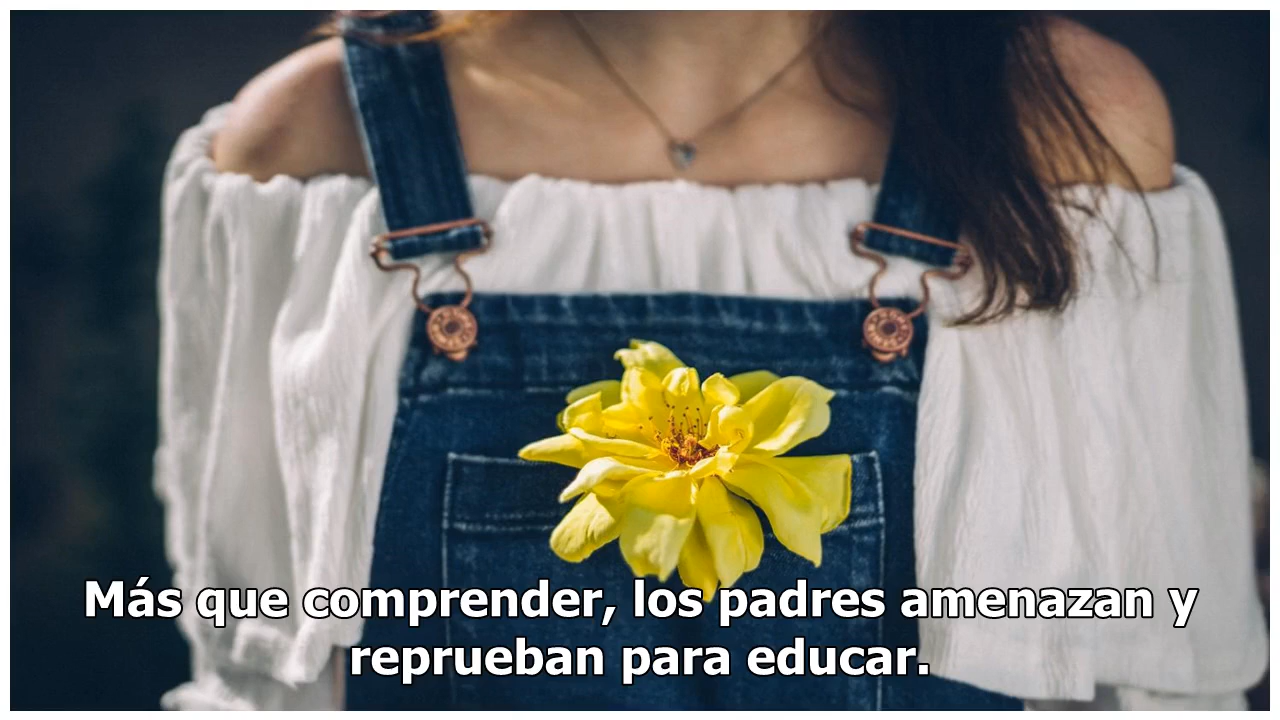 Más que comprender, los padres amenazan y
reprueban para educar.